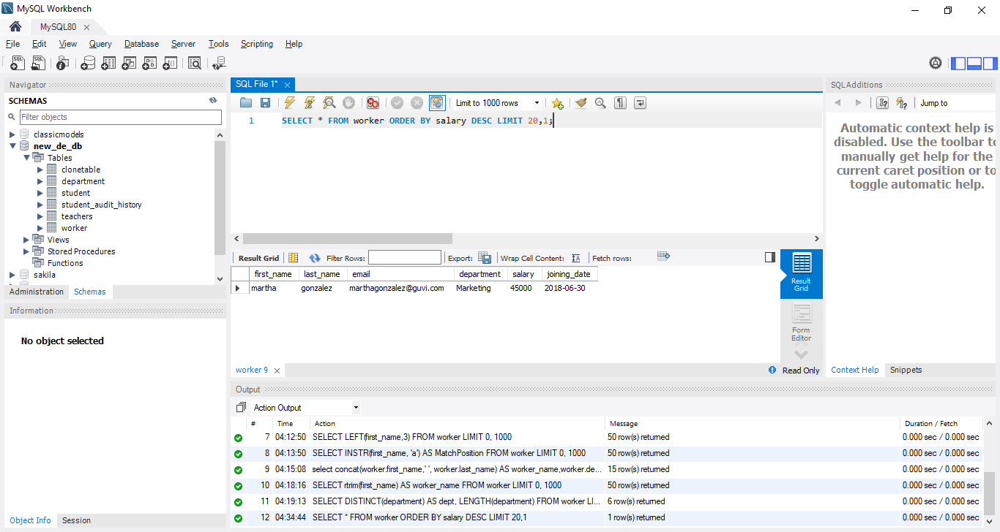 MySQL Workbench
MySQL80
File Edit View Query Database Server Tools Scripting Help
Navigator
SCHEMAS
Filter objects
classicmodels
new_de_db
Tables
clonetable
department
student
student_audit_history
teachers
worker
Views
Stored Procedures
Functions
sakila
Administration Schemas
Information
No object selected
Object Info Session
SQL File 1*
Limit to 1000 rows
1 SELECT * FROM worker ORDER BY salary DESC LIMIT 20,1;
Result Grid Filter Rows: Export: Wrap Cell Content: Fetch rows:
first_name last_name email department salary joining_date
martha gonzalez marthagonzalez@guvi.com Marketing 45000 2018-06-30
Result
Grid
Form
Editor
worker 9
Read Only
Output
Action Output
# Time Action Message Duration / Fetch
7 04:12:50 SELECT LEFT(first_name,3) FROM worker LIMIT 0, 1000 50 row(s) returned 0.000 sec / 0.000 sec
8 04:13:50 SELECT INSTR(first_name, 'a') AS MatchPosition FROM worker LIMIT 0, 1000 50 row(s) returned 0.000 sec / 0.000 sec
9 04:15:08 select concat(worker.first_name,' ', worker.last_name) AS worker_name,worker.de... 15 row(s) returned 0.000 sec / 0.000 sec
10 04:18:16 SELECT rtrim(first_name) AS worker_name FROM worker LIMIT 0, 1000 50 row(s) returned 0.000 sec / 0.000 sec
11 04:19:13 SELECT DISTINCT(department) AS dept, LENGTH(department) FROM worker LI... 6 row(s) returned 0.000 sec / 0.000 sec
12 04:34:44 SELECT * FROM worker ORDER BY salary DESC LIMIT 20,1 1 row(s) returned 0.000 sec / 0.000 sec
SQLAdditions
Jump to
Automatic context help is
disabled. Use the toolbar to
manually get help for the
current caret position or to
toggle automatic help.
Context Help Snippets